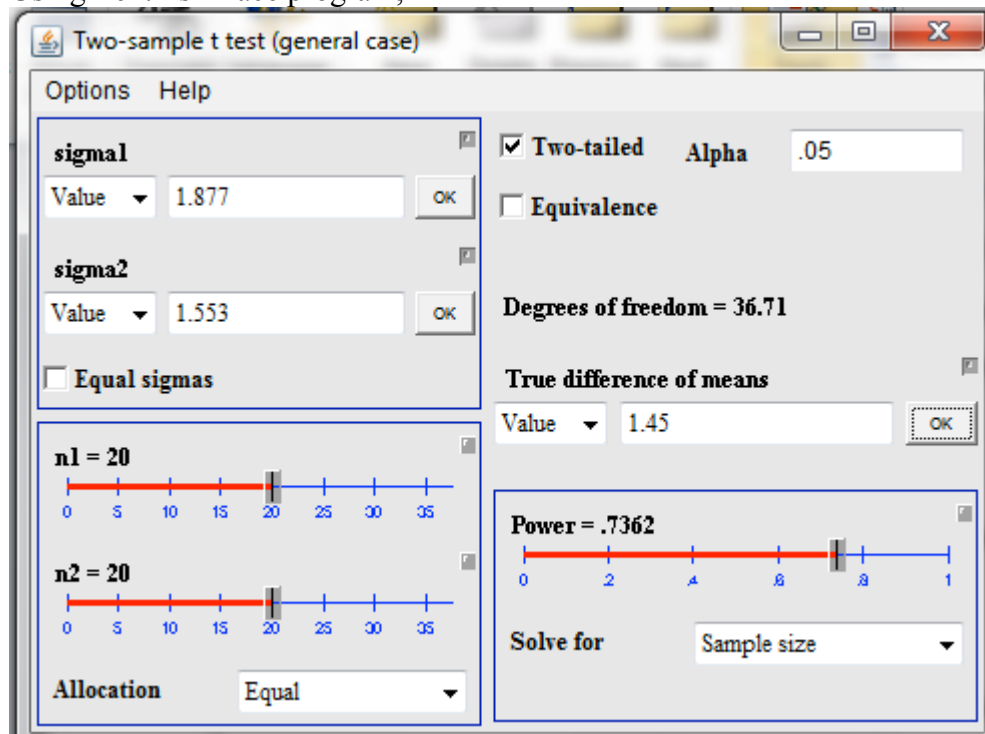 Two-sample t test (general case)
Options Help
sigma1
Value 1.877 OK
sigma2
Value 1.553 OK
Equal sigmas
n1 = 20
0 5 10 15 20 25 30 35
n2 = 20
0 5 10 15 20 25 30 35
Allocation Equal
Two-tailed Alpha .05
Equivalence
Degrees of freedom = 36.71
True difference of means
Value 1.45 OK
Power = .7362
0 .2 .4 .6 .8 1
Solve for Sample size